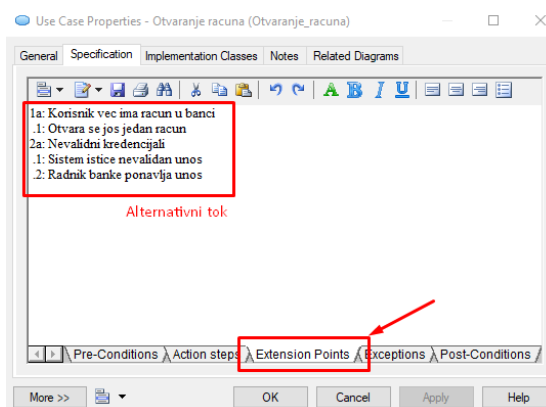 Use Case Properties - Otvaranje racuna (Otvaranje_racuna)
General Specification Implementation Classes Notes Related Diagrams
A B I U
1a: Korisnik vec ima racun u banci
.1: Otvara se jos jedan racun
2a: Nevalidni kredencijali
.1: Sistem istice nevalidan unos
.2: Radnik banke ponavlja unos
Alternativni tok
Pre-Conditions Action steps Extension Points Exceptions Post-Conditions
More >> OK Cancel Apply Help